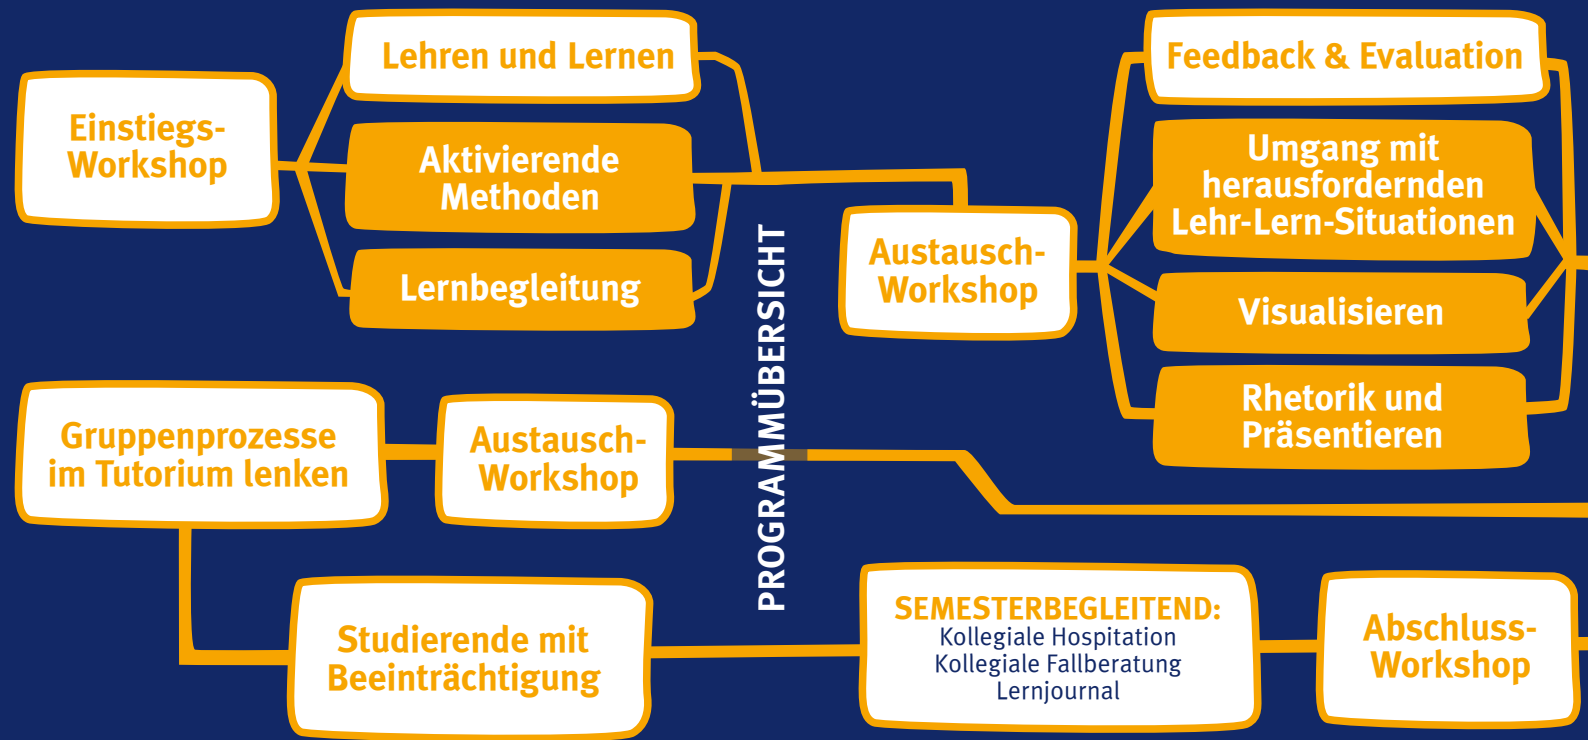 Einstiegs-
Workshop
Lehren und Lernen
Aktivierende
Methoden
Lernbegleitung
PROGRAMMÜBERSICHT
Austausch-
Workshop
Feedback & Evaluation
Umgang mit
herausfordernden
Lehr-Lern-Situationen
Visualisieren
Rhetorik und
Präsentieren
Gruppenprozesse
im Tutorium lenken
Austausch-
Workshop
Studierende mit
Beeinträchtigung
SEMESTERBEGLEITEND:
Kollegiale Hospitation
Kollegiale Fallberatung
Lernjournal
Abschluss-
Workshop